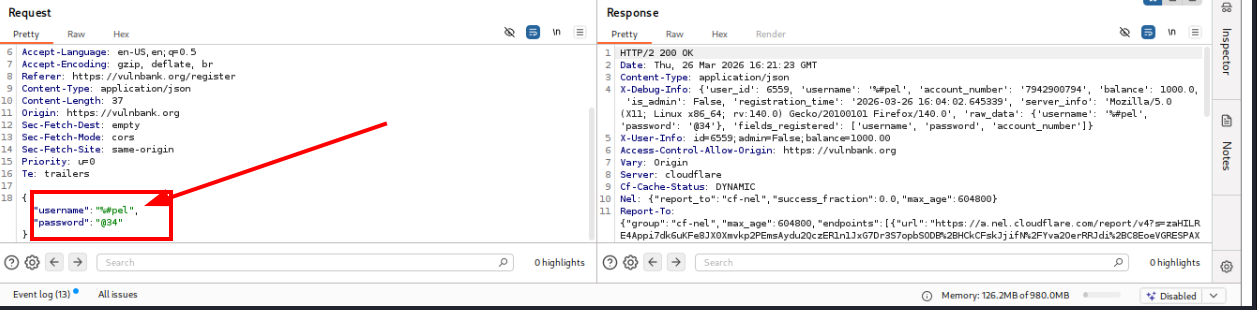 Request
Pretty Raw Hex
\n
6 Accept-Language: en-US,en;q=0.5
7 Accept-Encoding: gzip, deflate, br
8 Referer: https://vulnbank.org/register
9 Content-Type: application/json
10 Content-Length: 37
11 Origin: https://vulnbank.org
12 Sec-Fetch-Dest: empty
13 Sec-Fetch-Mode: cors
14 Sec-Fetch-Site: same-origin
15 Priority: u=0
16 Te: trailers
17
18 {
"username":"%#pel",
"password":"@34"
}
Search
0 highlights
Response
Pretty Raw Hex Render
\n
1 HTTP/2 200 OK
2 Date: Thu, 26 Mar 2026 16:21:23 GMT
3 Content-Type: application/json
4 X-Debug-Info: {'user_id': 6559, 'username': '%#pel', 'account_number': '7942900794', 'balance': 1000.0,
'is_admin': False, 'registration_time': '2026-03-26 16:04:02.645339', 'server_info': 'Mozilla/5.0
(X11; Linux x86_64; rv:140.0) Gecko/20100101 Firefox/140.0', 'raw_data': {'username': '%#pel',
'password': '@34'}, 'fields_registered': ['username', 'password', 'account_number']}
5 X-User-Info: id=6559;admin=False;balance=1000.00
6 Access-Control-Allow-Origin: https://vulnbank.org
7 Vary: Origin
8 Server: cloudflare
9 Cf-Cache-Status: DYNAMIC
10 Nel: {"report_to":"cf-nel","success_fraction":0.0,"max_age":604800}
11 Report-To:
{"group":"cf-nel","max_age":604800,"endpoints":[{"url":"https://a.nel.cloudflare.com/report/v4?s=zaHILR
Search
0 highlights
Inspector
Notes
Event log (13) All issues
Memory: 126.2MB of 980.0MB
Disabled